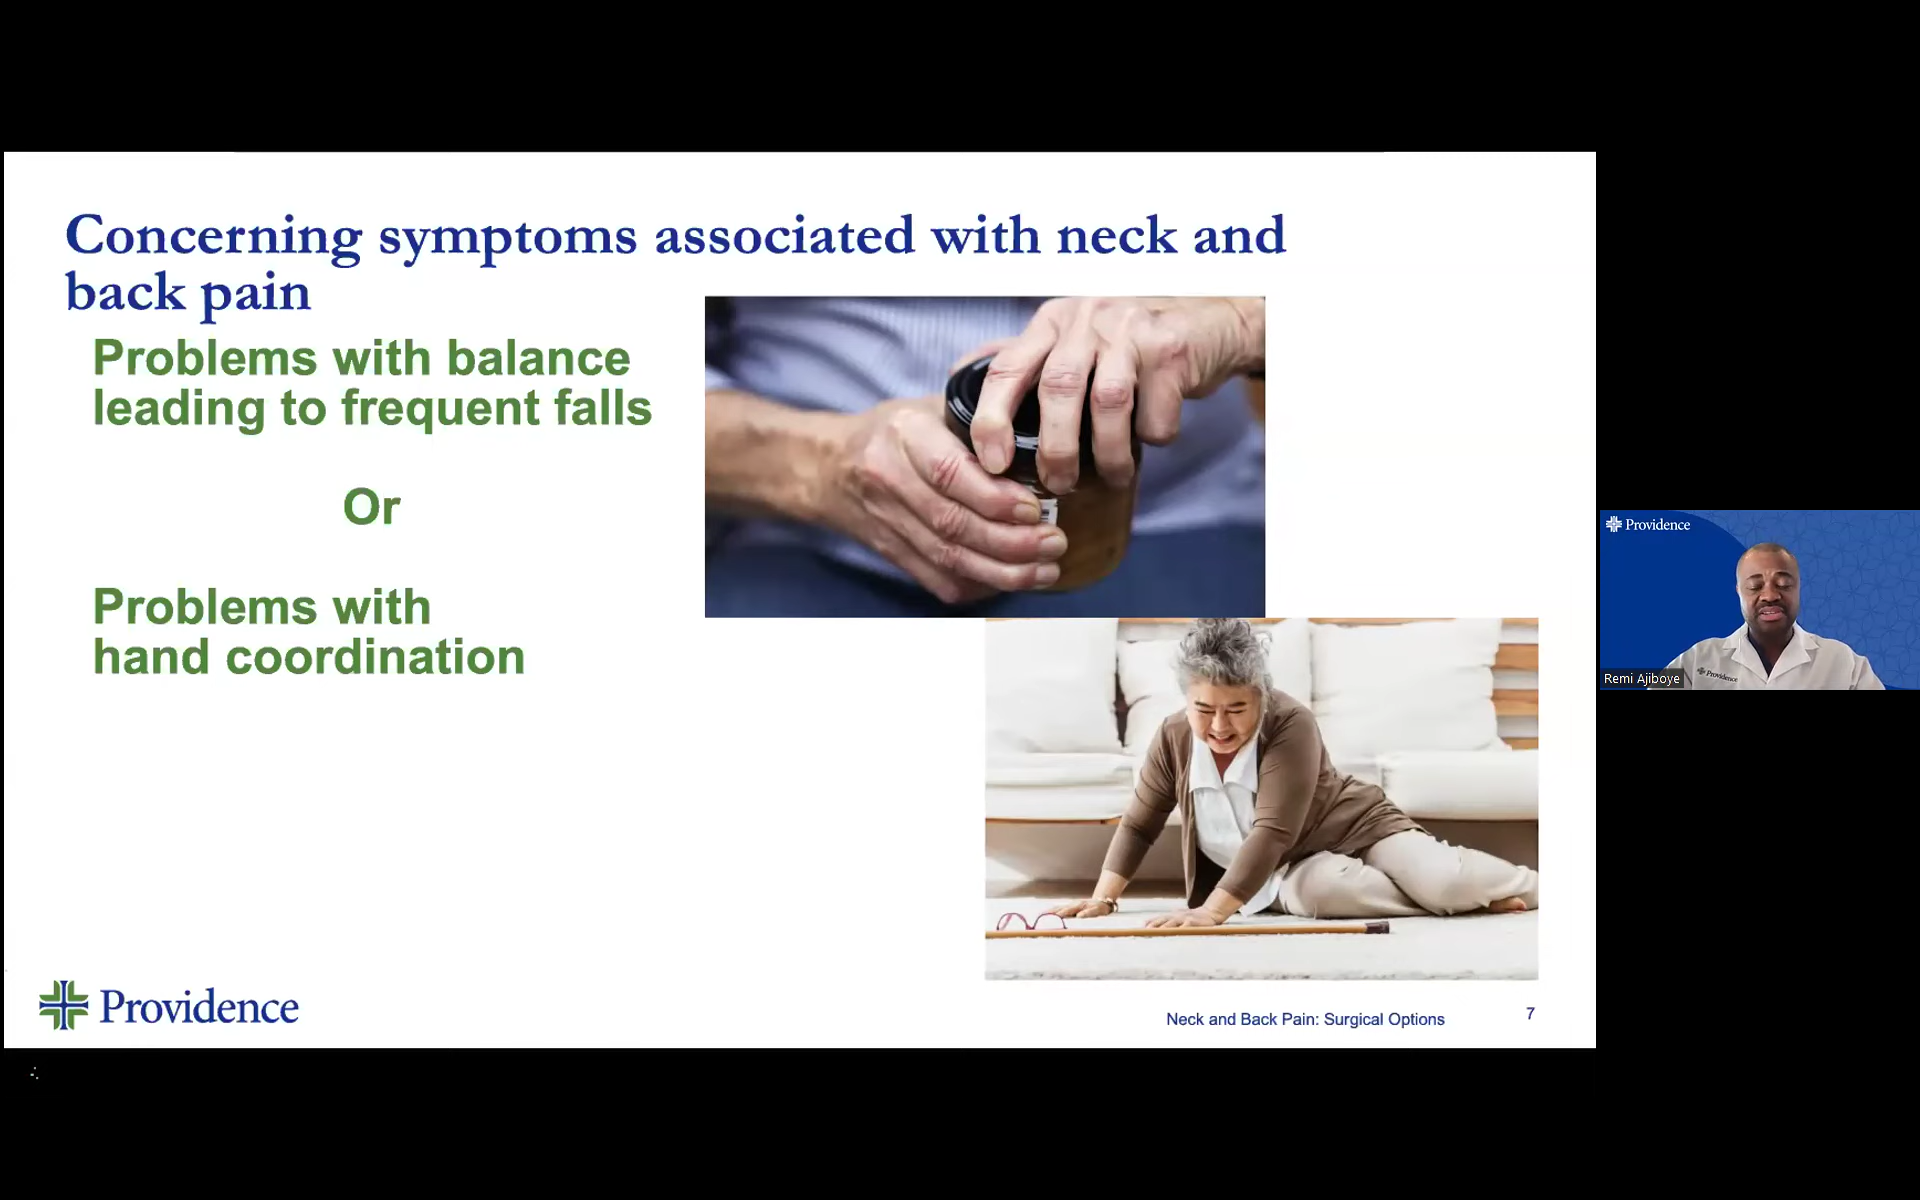 Concerning symptoms associated with neck and
back pain
Problems with balance
leading to frequent falls
Or
Problems with
hand coordination
Providence
Neck and Back Pain: Surgical Options
7
Providence
Providence
Remi Ajiboye